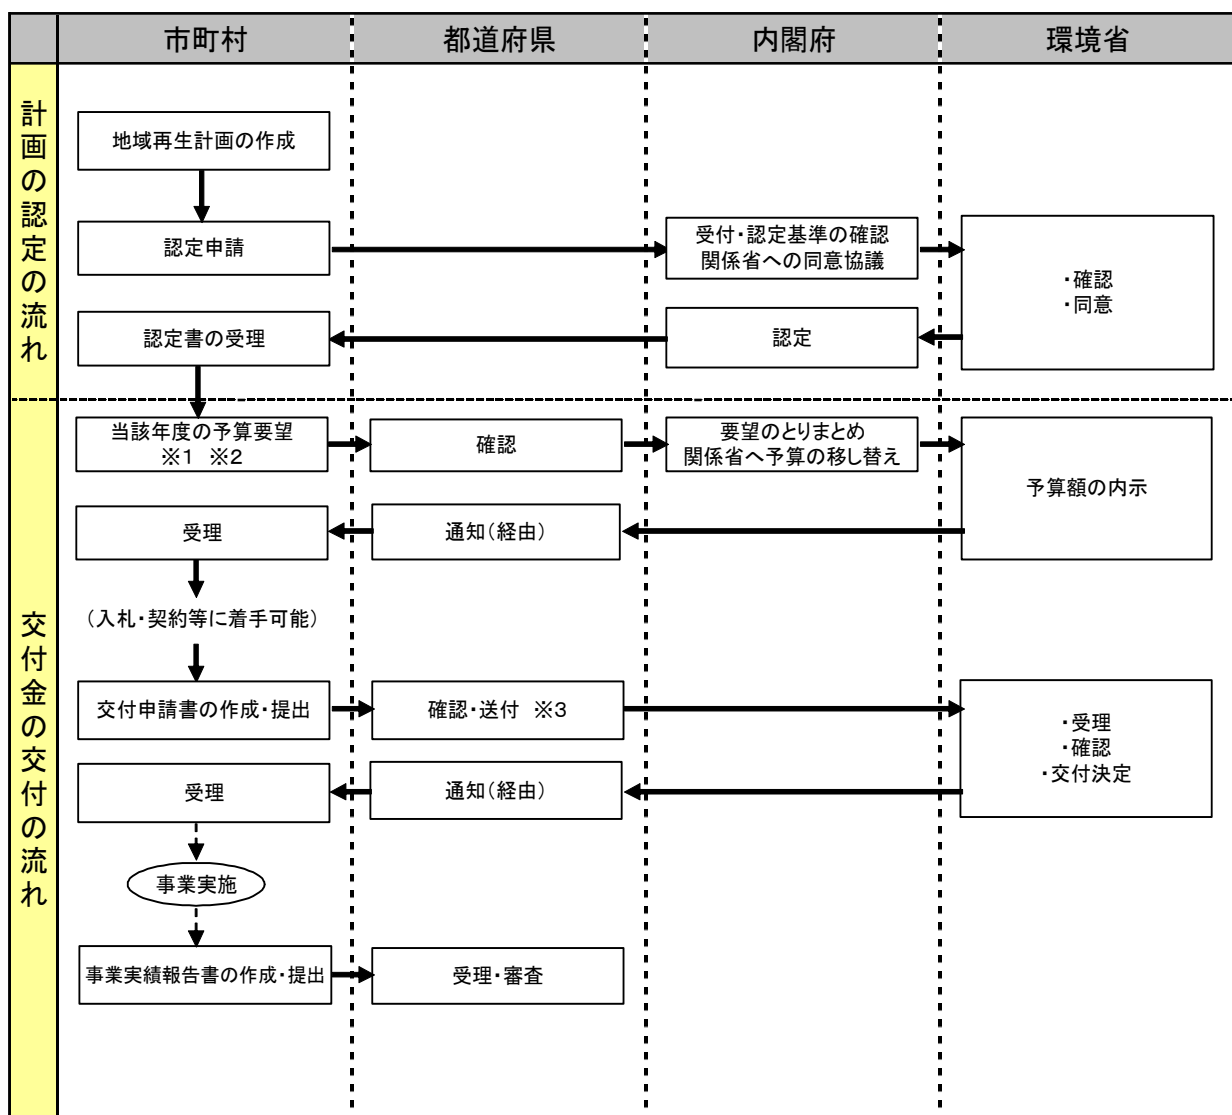 市町村
都道府県
内閣府
環境省
計画の認定の流れ
地域再生計画の作成
認定申請
受付・認定基準の確認
関係省への同意協議
・確認
・同意
認定書の受理
認定
交付金の交付の流れ
当該年度の予算要望
※1 ※2
確認
要望のとりまとめ
関係省へ予算の移し替え
予算額の内示
受理
通知(経由)
(入札・契約等に着手可能)
交付申請書の作成・提出
確認・送付 ※3
・受理
・確認
・交付決定
受理
通知(経由)
事業実施
事業実績報告書の作成・提出
受理・審査